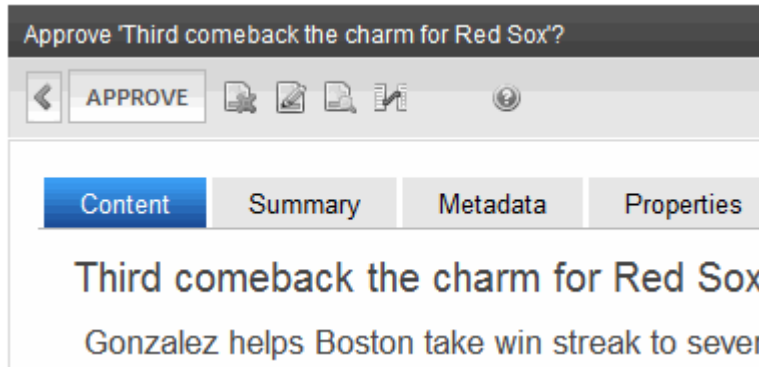 Approve 'Third comeback the charm for Red Sox'?
APPROVE
Content Summary Metadata Properties
Third comeback the charm for Red Sox
Gonzalez helps Boston take win streak to seven